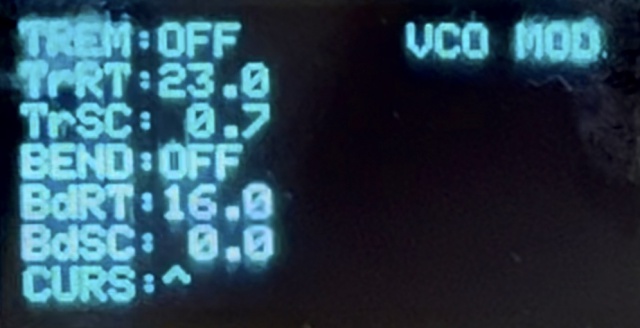 TREM:OFF VCO MOD
TrRT:23.0
TrSC: 0.7
BEND:OFF
BdRT:16.0
BdSC: 0.0
CURS:^